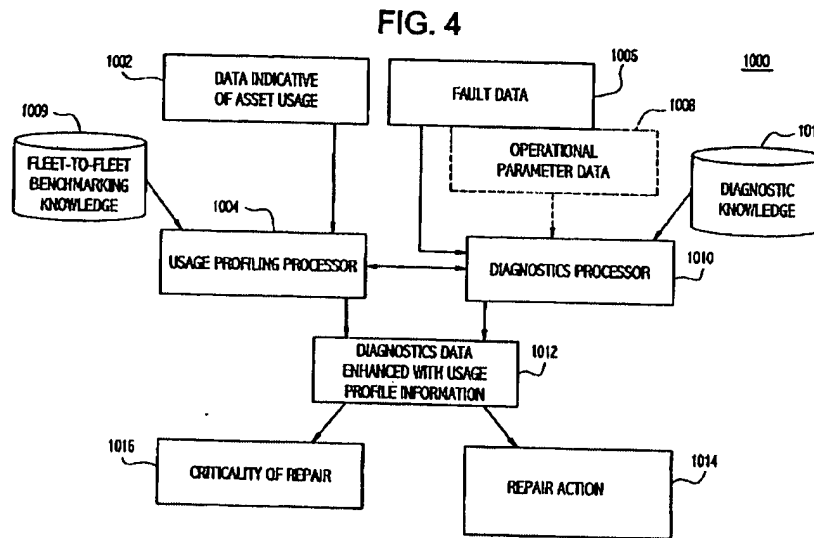 FIG. 4
1002
1006
1000
DATA INDICATIVE
OF ASSET USAGE
FAULT DATA
1009
1008
101
FLEET-TO-FLEET
BENCHMARKING
KNOWLEDGE
OPERATIONAL
PARAMETER DATA
DIAGNOSTIC
KNOWLEDGE
1004
USAGE PROFILING PROCESSOR
DIAGNOSTICS PROCESSOR
1010
DIAGNOSTICS DATA
ENHANCED WITH USAGE
PROFILE INFORMATION
1012
1016
CRITICALITY OF REPAIR
REPAIR ACTION
1014